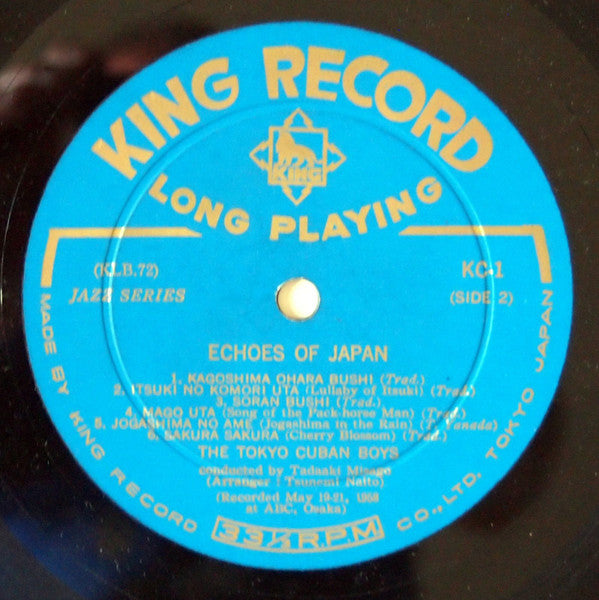 KING RECORD
KING
LONG PLAYING
(KLB.72)
KC-1
JAZZ SERIES
(SIDE 2)
ECHOES OF JAPAN
1. KAGOSHIMA OHARA BUSHI (Trad.)
2. ITSUKI NO KOMORI UTA (Lullaby of Itsuki) (Trad.)
3. SORAN BUSHI (Trad.)
4. MAGO UTA (Song of the Pack-horse Man) (Trad.)
5. JOGASHIMA NO AME (Jogashima in the Rain) (T. Yanada)
6. SAKURA SAKURA (Cherry Blossom) (Trad.)
THE TOKYO CUBAN BOYS
conducted by Tadaaki Misago
(Arranger : Tsunemi Naito)
(Recorded May 19-21, 1958
at ABC, Osaka)
33⅓ R.P.M
MADE BY KING RECORD CO., LTD. TOKYO JAPAN